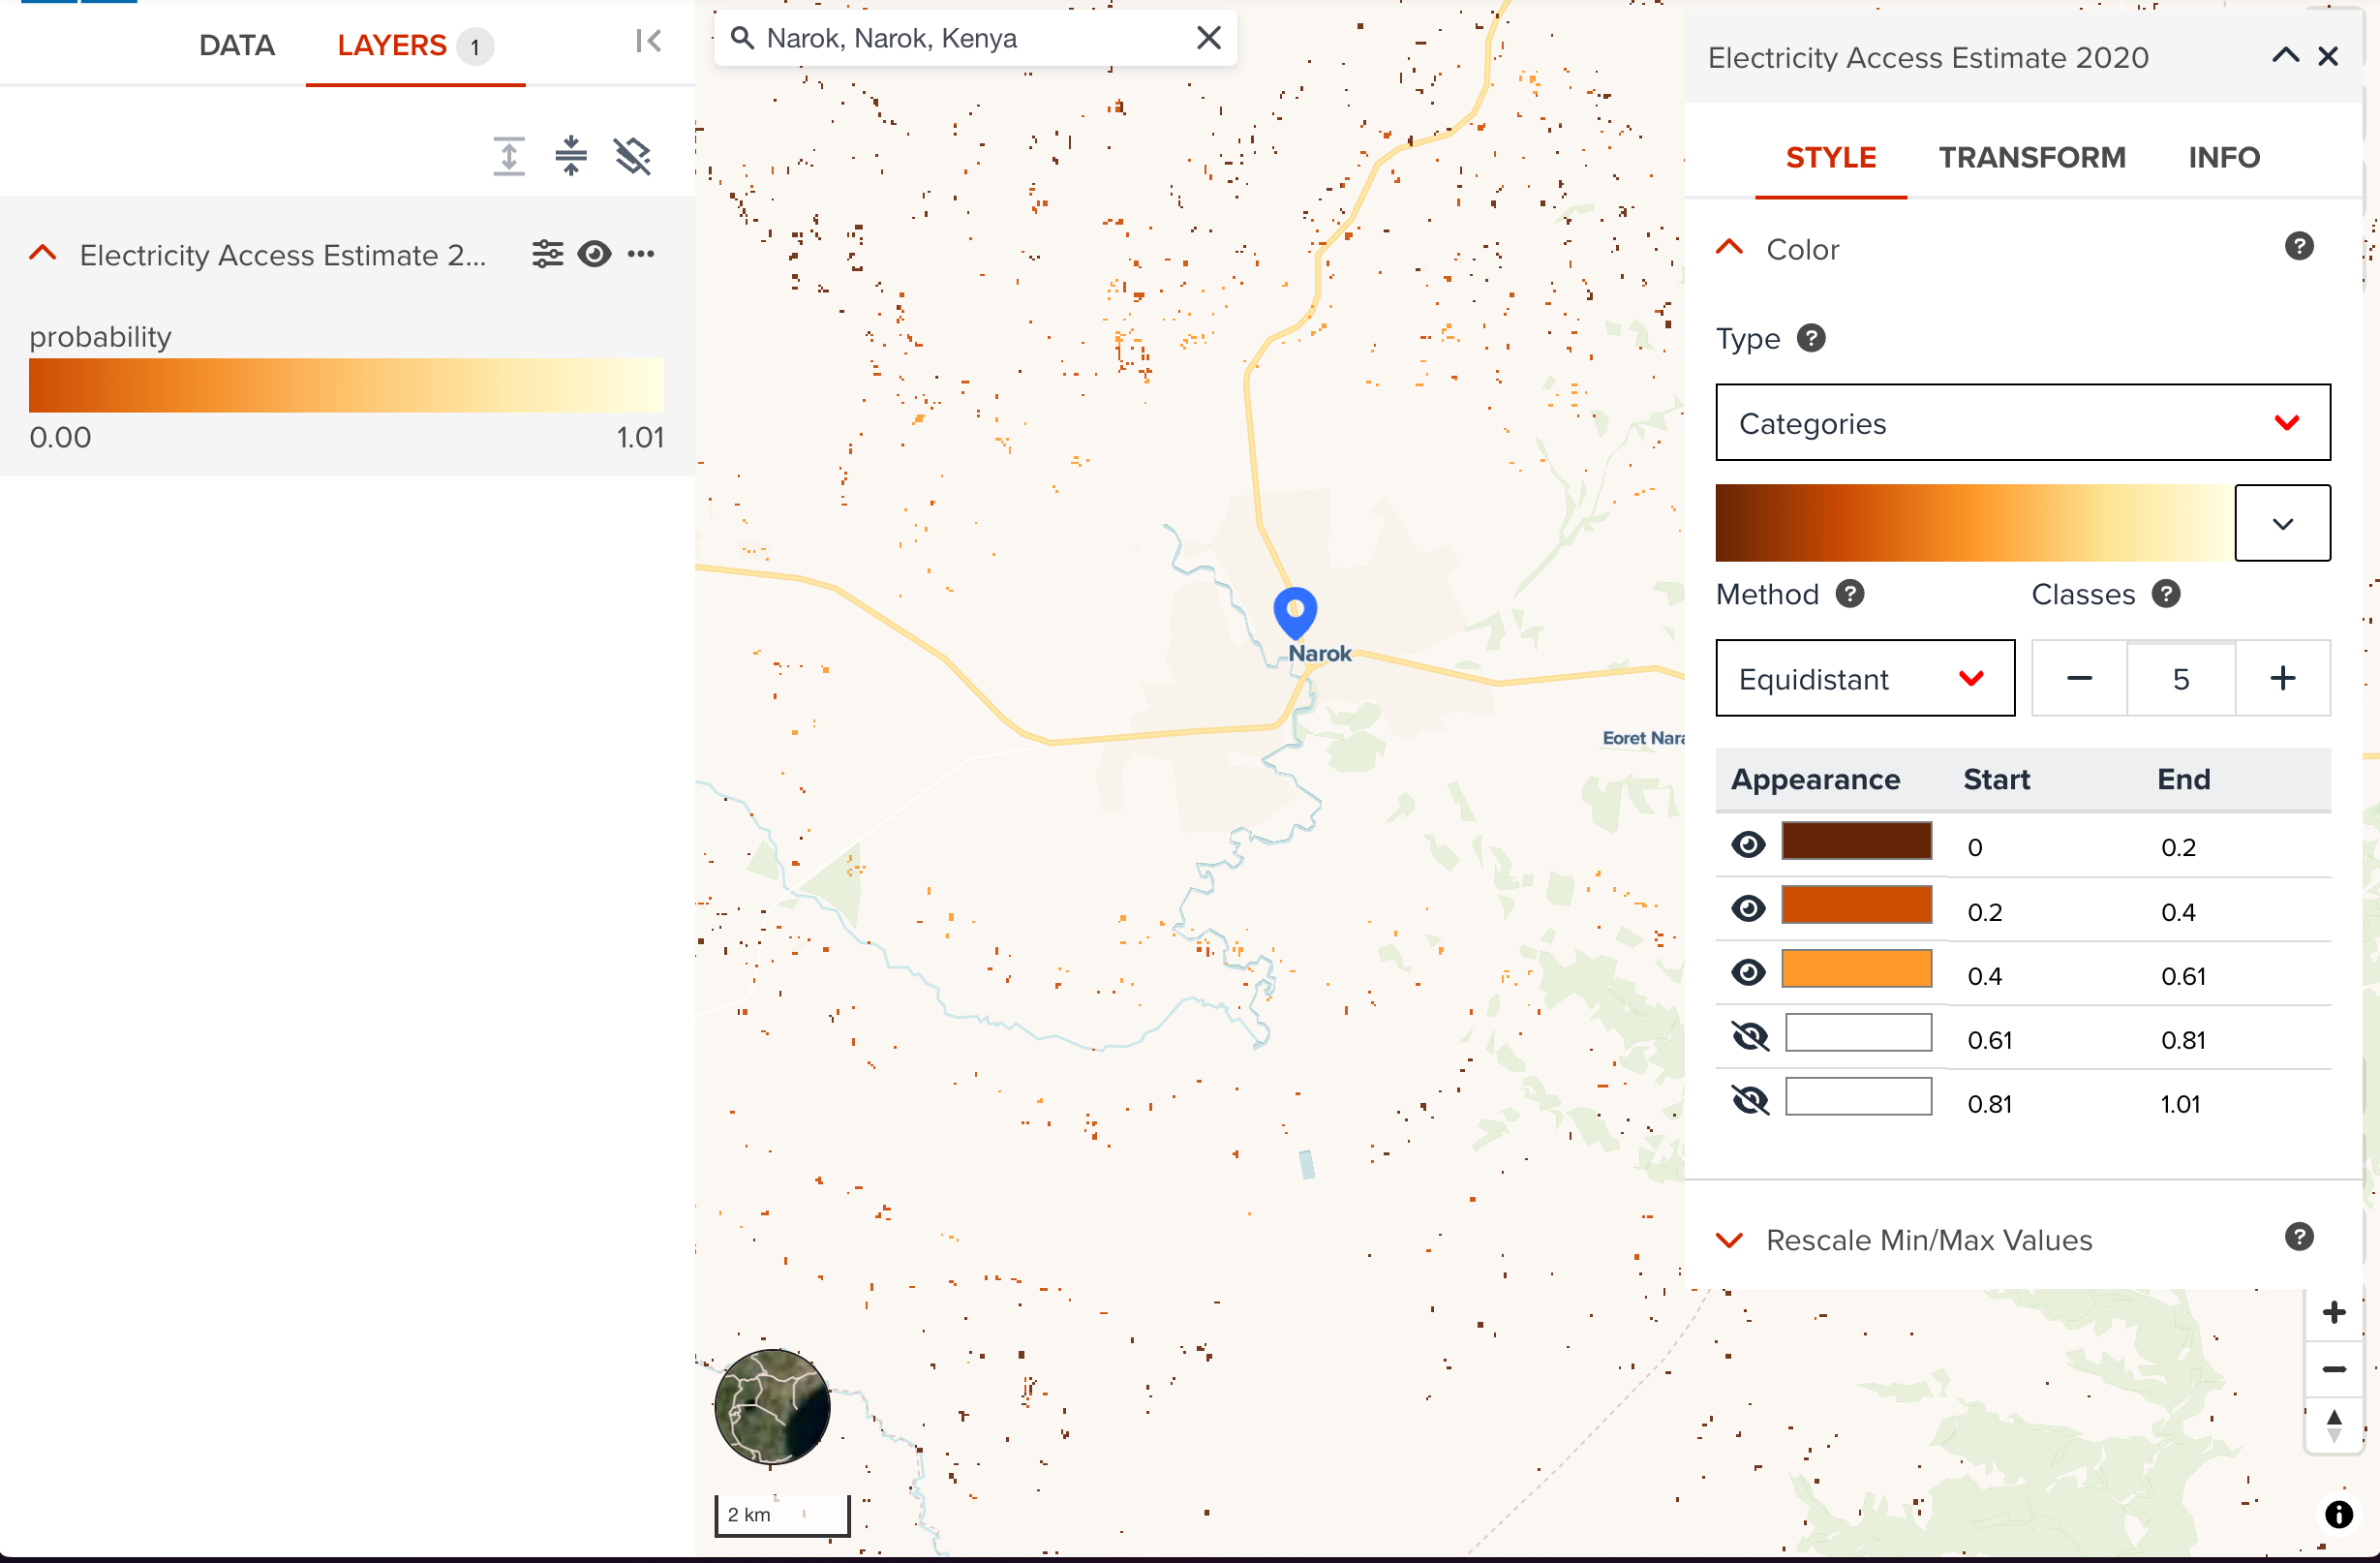 DATA
LAYERS 1
Electricity Access Estimate 2...
probability
0.00 1.01
Narok, Narok, Kenya
Narok
Eoret Nara
2 km
Electricity Access Estimate 2020
STYLE TRANSFORM INFO
Color ?
Type ?
Categories
Method ? Classes ?
Equidistant − 5 +
Appearance Start End
0 0.2
0.2 0.4
0.4 0.61
0.61 0.81
0.81 1.01
Rescale Min/Max Values ?